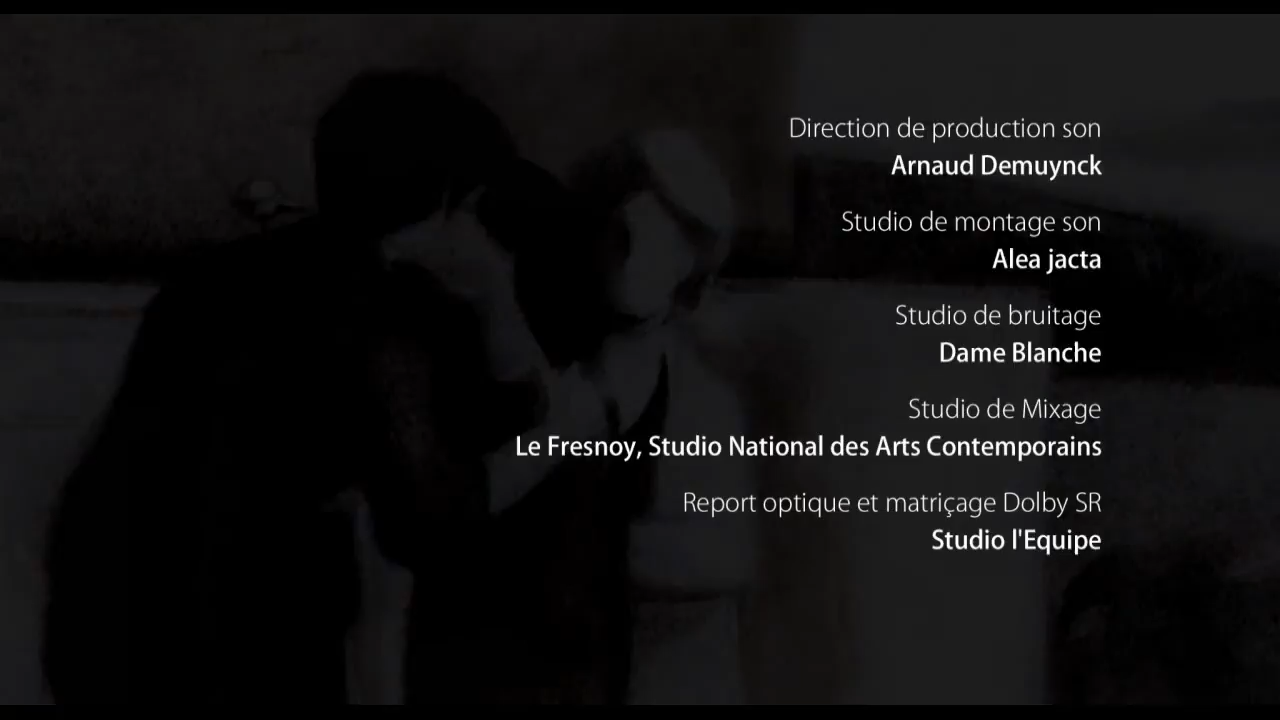 Direction de production son
Arnaud Demuynck
Studio de montage son
Alea jacta
Studio de bruitage
Dame Blanche
Studio de Mixage
Le Fresnoy, Studio National des Arts Contemporains
Report optique et matriçage Dolby SR
Studio l'Equipe